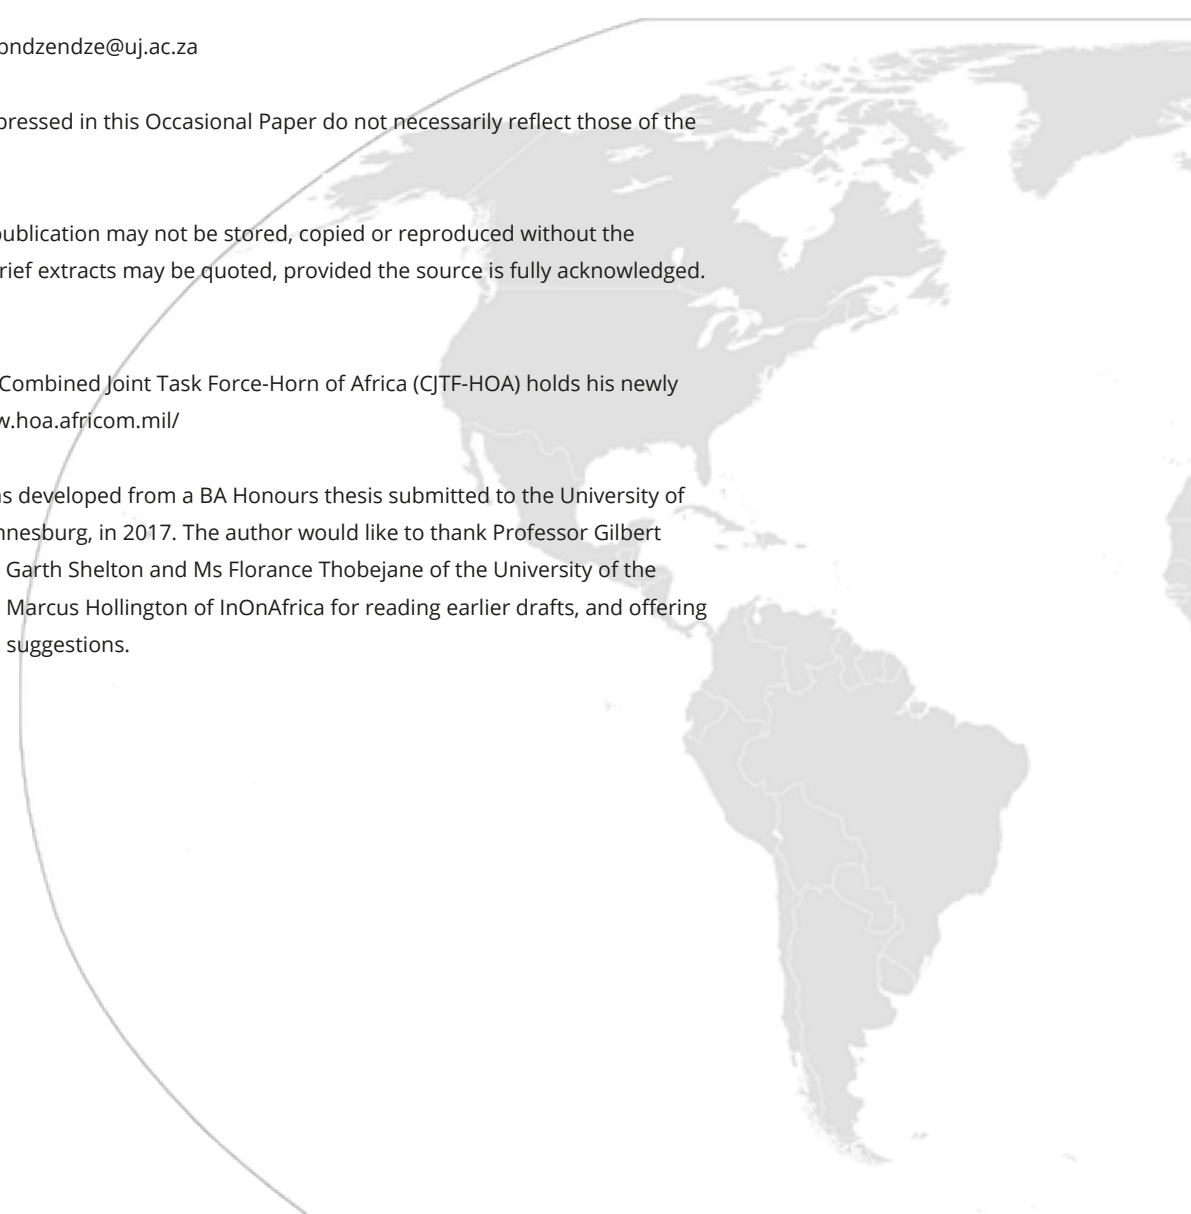 bndzendze@uj.ac.za
pressed in this Occasional Paper do not necessarily reflect those of the
publication may not be stored, copied or reproduced without the
rief extracts may be quoted, provided the source is fully acknowledged.
Combined Joint Task Force-Horn of Africa (CJTF-HOA) holds his newly
w.hoa.africom.mil/
as developed from a BA Honours thesis submitted to the University of
nnesburg, in 2017. The author would like to thank Professor Gilbert
Garth Shelton and Ms Florance Thobejane of the University of the
Marcus Hollington of InOnAfrica for reading earlier drafts, and offering
suggestions.